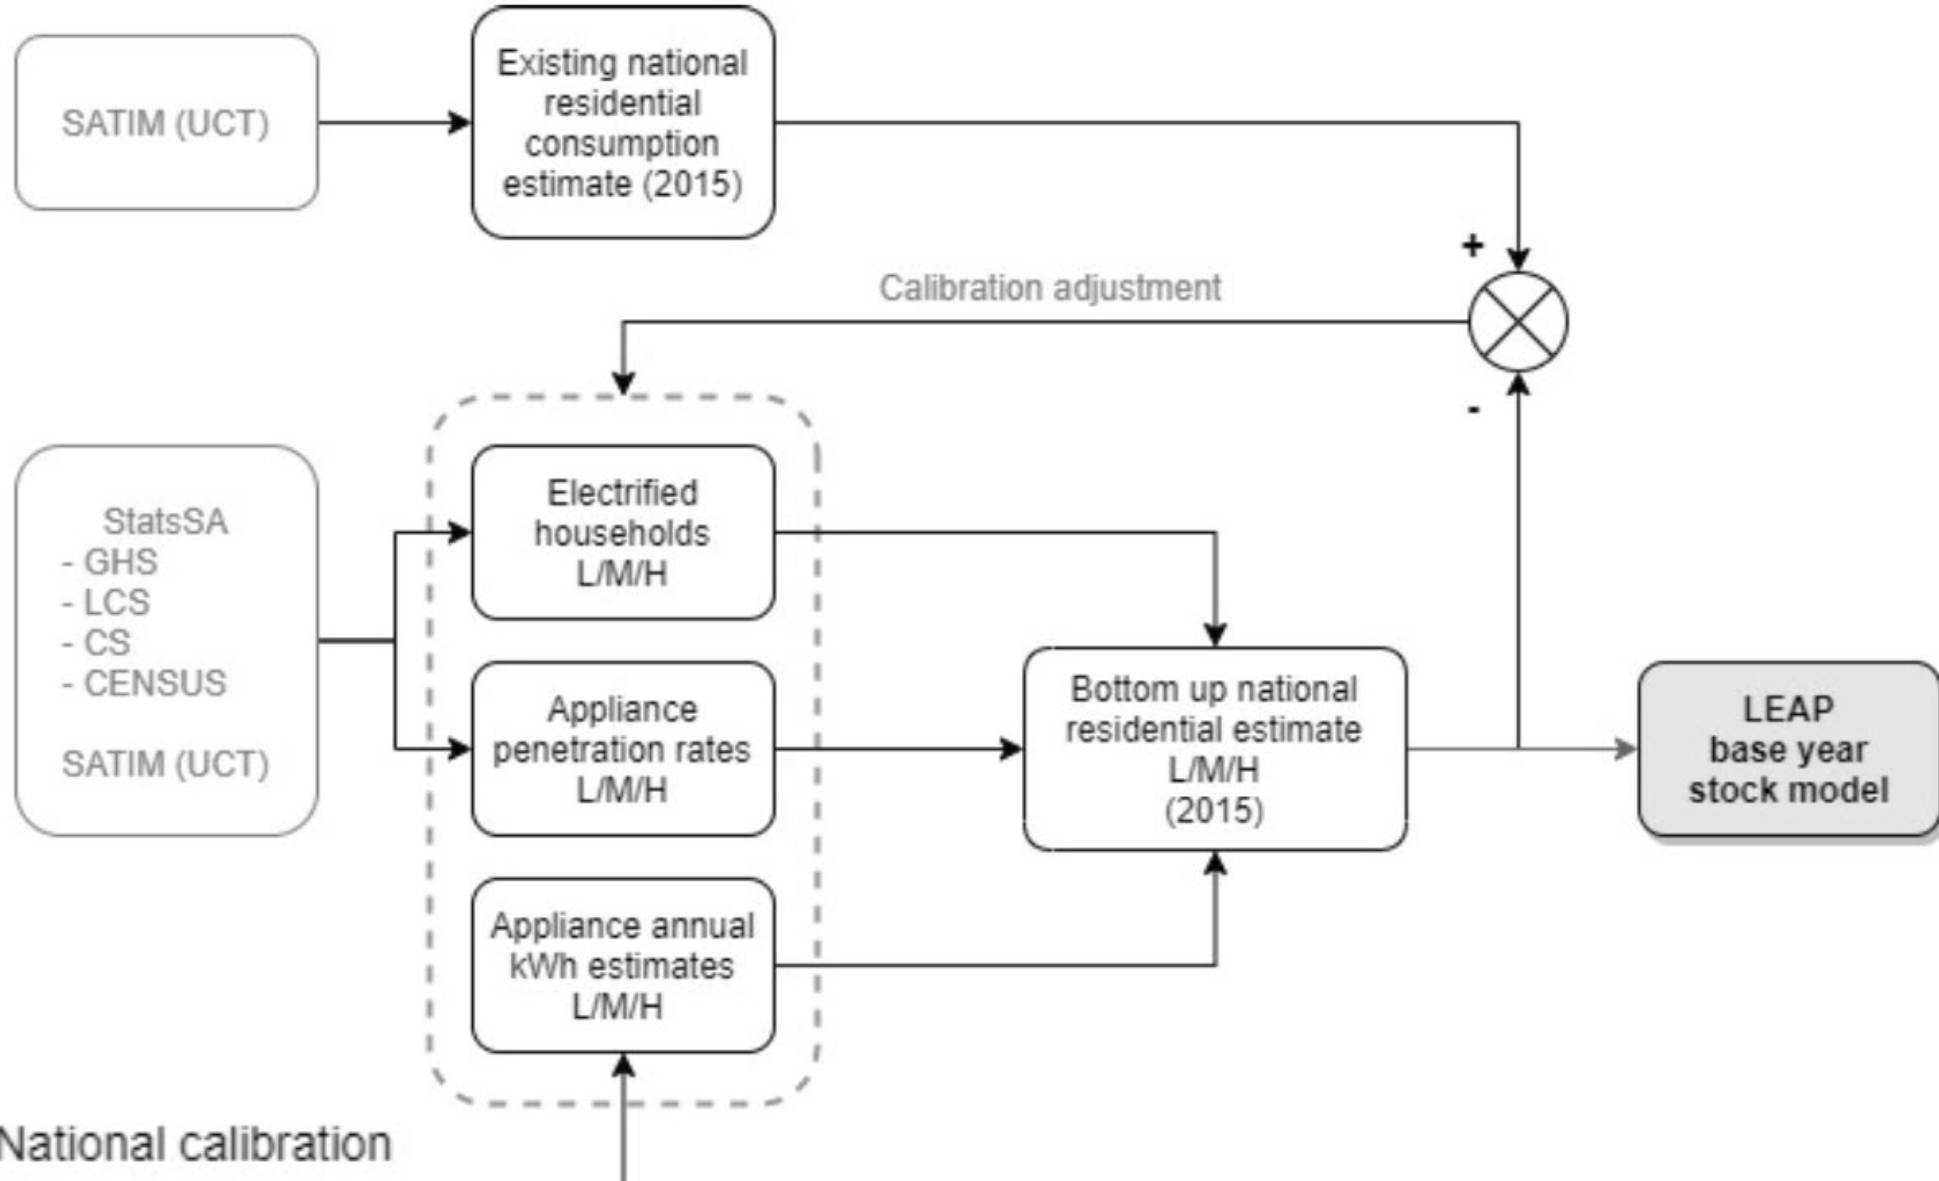 SATIM (UCT)
Existing national
residential
consumption
estimate (2015)
+
Calibration adjustment
-
StatsSA
- GHS
- LCS
- CS
- CENSUS
SATIM (UCT)
Electrified
households
L/M/H
Appliance
penetration rates
L/M/H
Appliance annual
kWh estimates
L/M/H
Bottom up national
residential estimate
L/M/H
(2015)
LEAP
base year
stock model
National calibration